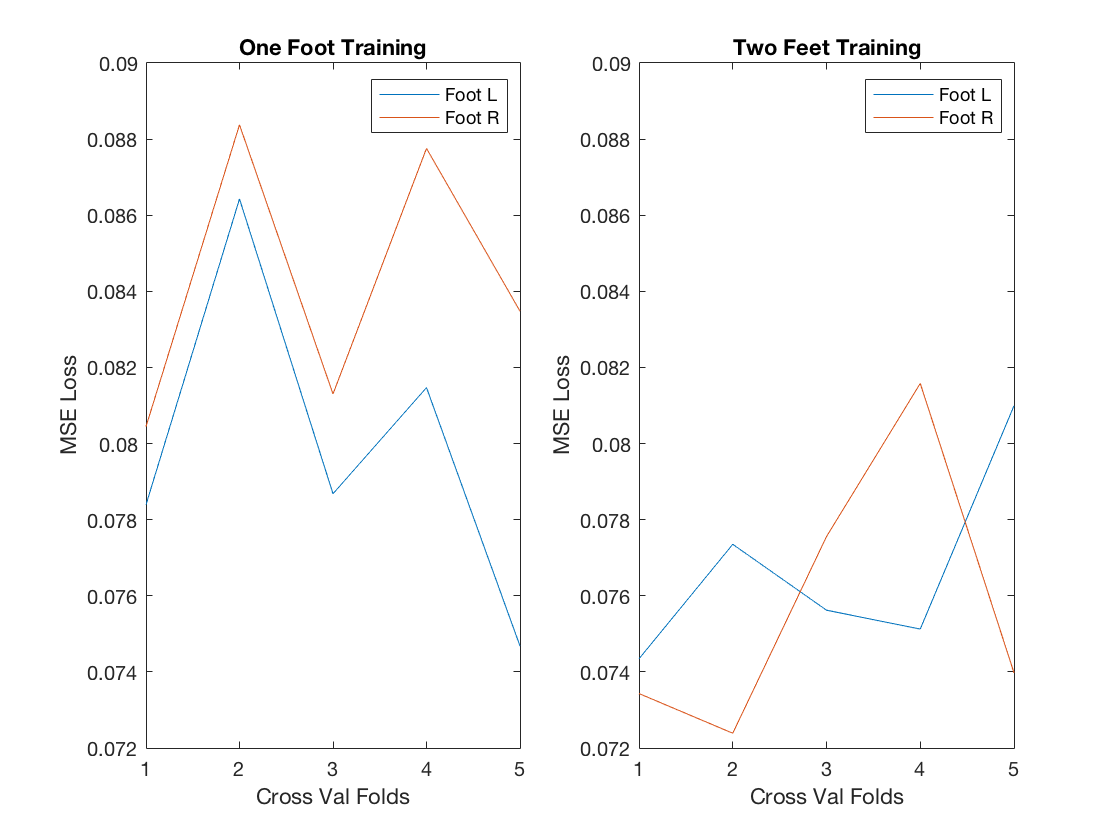 One Foot Training
Foot L
Foot R
0.09
0.088
0.086
0.084
0.082
0.08
0.078
0.076
0.074
0.072
MSE Loss
1 2 3 4 5
Cross Val Folds
Two Feet Training
Foot L
Foot R
0.09
0.088
0.086
0.084
0.082
0.08
0.078
0.076
0.074
0.072
MSE Loss
1 2 3 4 5
Cross Val Folds